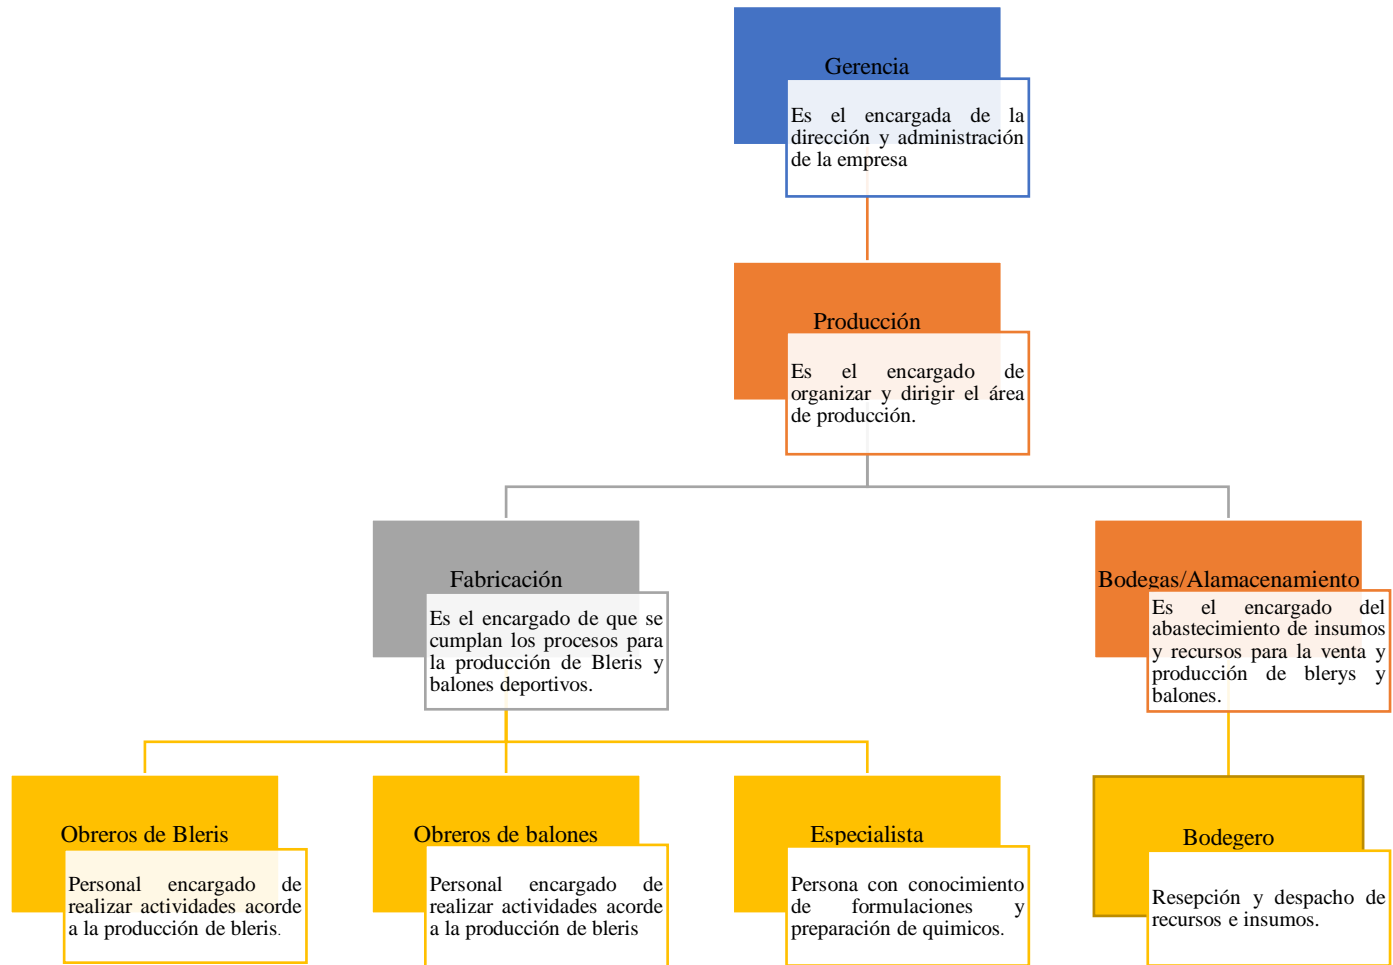 Gerencia
Es el encargada de la
dirección y administración
de la empresa
Producción
Es el encargado de
organizar y dirigir el área
de producción.
Fabricación
Es el encargado de que se
cumplan los procesos para
la producción de Bleris y
balones deportivos.
Bodegas/Alamacenamiento
Es el encargado del
abastecimiento de insumos
y recursos para la venta y
producción de blerys y
balones.
Obreros de Bleris
Personal encargado de
realizar actividades acorde
a la producción de bleris.
Obreros de balones
Personal encargado de
realizar actividades acorde
a la producción de bleris
Especialista
Persona con conocimiento
de formulaciones y
preparación de quimicos.
Bodegero
Resepción y despacho de
recursos e insumos.